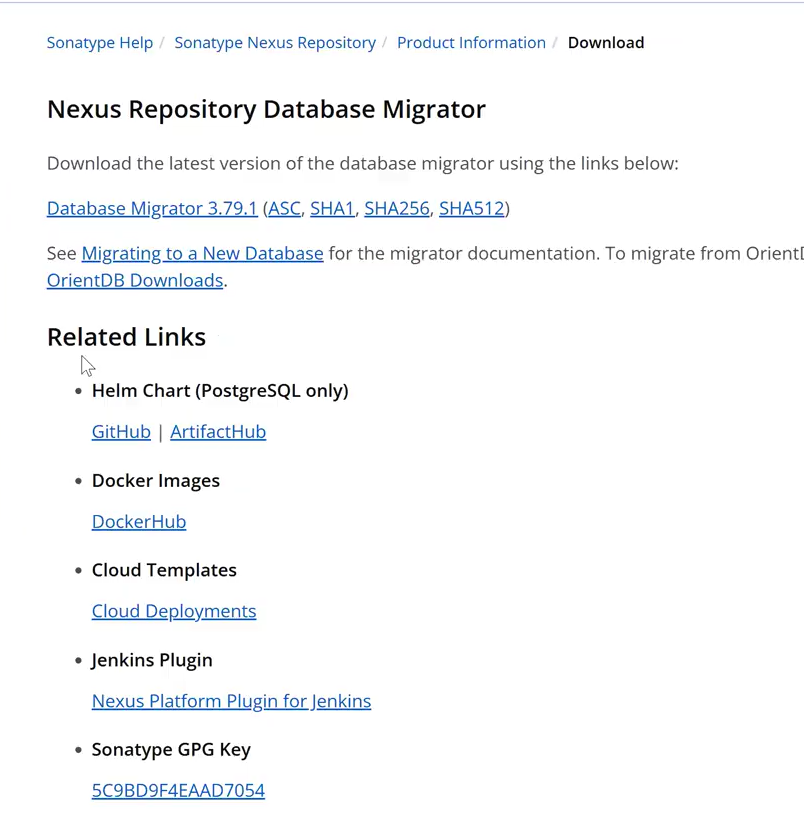 Sonatype Help / Sonatype Nexus Repository / Product Information / Download
Nexus Repository Database Migrator
Download the latest version of the database migrator using the links below:
Database Migrator 3.79.1 (ASC, SHA1, SHA256, SHA512)
See Migrating to a New Database for the migrator documentation. To migrate from OrientD
OrientDB Downloads.
Related Links
• Helm Chart (PostgreSQL only)
GitHub | ArtifactHub
• Docker Images
DockerHub
• Cloud Templates
Cloud Deployments
• Jenkins Plugin
Nexus Platform Plugin for Jenkins
• Sonatype GPG Key
5C9BD9F4EAAD7054